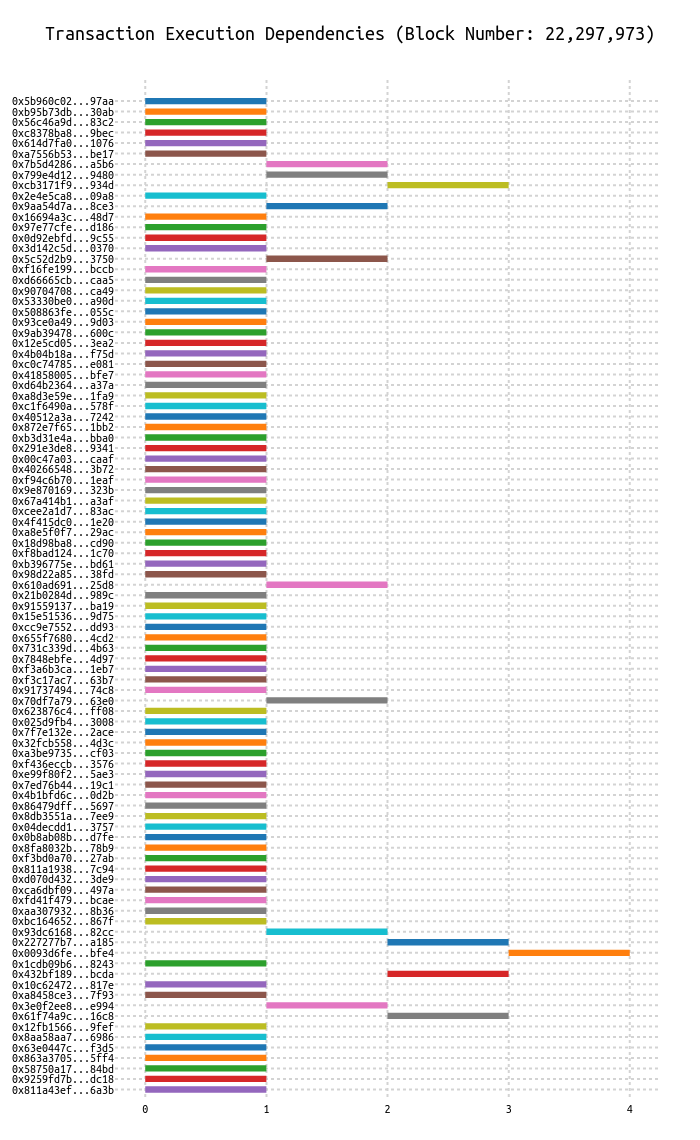 Transaction Execution Dependencies (Block Number: 22,297,973)
0x5b960c02...97aa
0xb95b73db...30ab
0x56c46a9d...83c2
0xc8378ba8...9bec
0x614d7fa0...1076
0xa7556b53...be17
0x7b5d4286...a5b6
0x799e4d12...9480
0xcb3171f9...934d
0x2e4e5ca8...09a8
0x9aa54d7a...8ce3
0x16694a3c...48d7
0x97e77cfe...d186
0x0d92ebfd...9c55
0x3d142c5d...0370
0x5c52d2b9...3750
0xf16fe199...bccb
0xd66665cb...caa5
0x90704708...ca49
0x53330be0...a90d
0x508863fe...055c
0x93ce0a49...9d03
0x9ab39478...600c
0x12e5cd05...3ea2
0x4b04b18a...f75d
0xc0c74785...e081
0x41858005...bfe7
0xd64b2364...a37a
0xa8d3e59e...1fa9
0xc1f6490a...578f
0x40512a3a...7242
0x872e7f65...1bb2
0xb3d31e4a...bba0
0x291e3de8...9341
0x00c47a03...caaf
0x40266548...3b72
0xf94c6b70...1eaf
0x9e870169...323b
0x67a414b1...a3af
0xcee2a1d7...83ac
0x4f415dc0...1e20
0xa8e5f0f7...29ac
0x18d98ba8...cd90
0xf8bad124...1c70
0xb396775e...bd61
0x98d22a85...38fd
0x610ad691...25d8
0x21b0284d...989c
0x91559137...ba19
0x15e51536...9d75
0xcc9e7552...dd93
0x655f7680...4cd2
0x731c339d...4b63
0x7848ebfe...4d97
0xf3a6b3ca...1eb7
0xf3c17ac7...63b7
0x91737494...74c8
0x70df7a79...63e0
0x623876c4...ff08
0x025d9fb4...3008
0x7f7e132e...2ace
0x32fcb558...4d3c
0xa3be9735...cf03
0xf436eccb...3576
0xe99f80f2...5ae3
0x7ed76b44...19c1
0x4b1bfd6c...0d2b
0x86479dff...5697
0x8db3551a...7ee9
0x04decdd1...3757
0x0b8ab08b...d7fe
0x8fa8032b...78b9
0xf3bd0a70...27ab
0x811a1938...7c94
0xd070d432...3de9
0xca6dbf09...497a
0xfd41f479...bcae
0xaa307932...8b36
0xbc164652...867f
0x93dc6168...82cc
0x227277b7...a185
0x0093d6fe...bfe4
0x1cdb09b6...8243
0x432bf189...bcda
0x10c62472...817e
0xa8458ce3...7f93
0x3e0f2ee8...e994
0x61f74a9c...16c8
0x12fb1566...9fef
0x8aa58aa7...6986
0x63e0447c...f3d5
0x863a3705...5ff4
0x58750a17...84bd
0x9259fd7b...dc18
0x811a43ef...6a3b
0 1 2 3 4